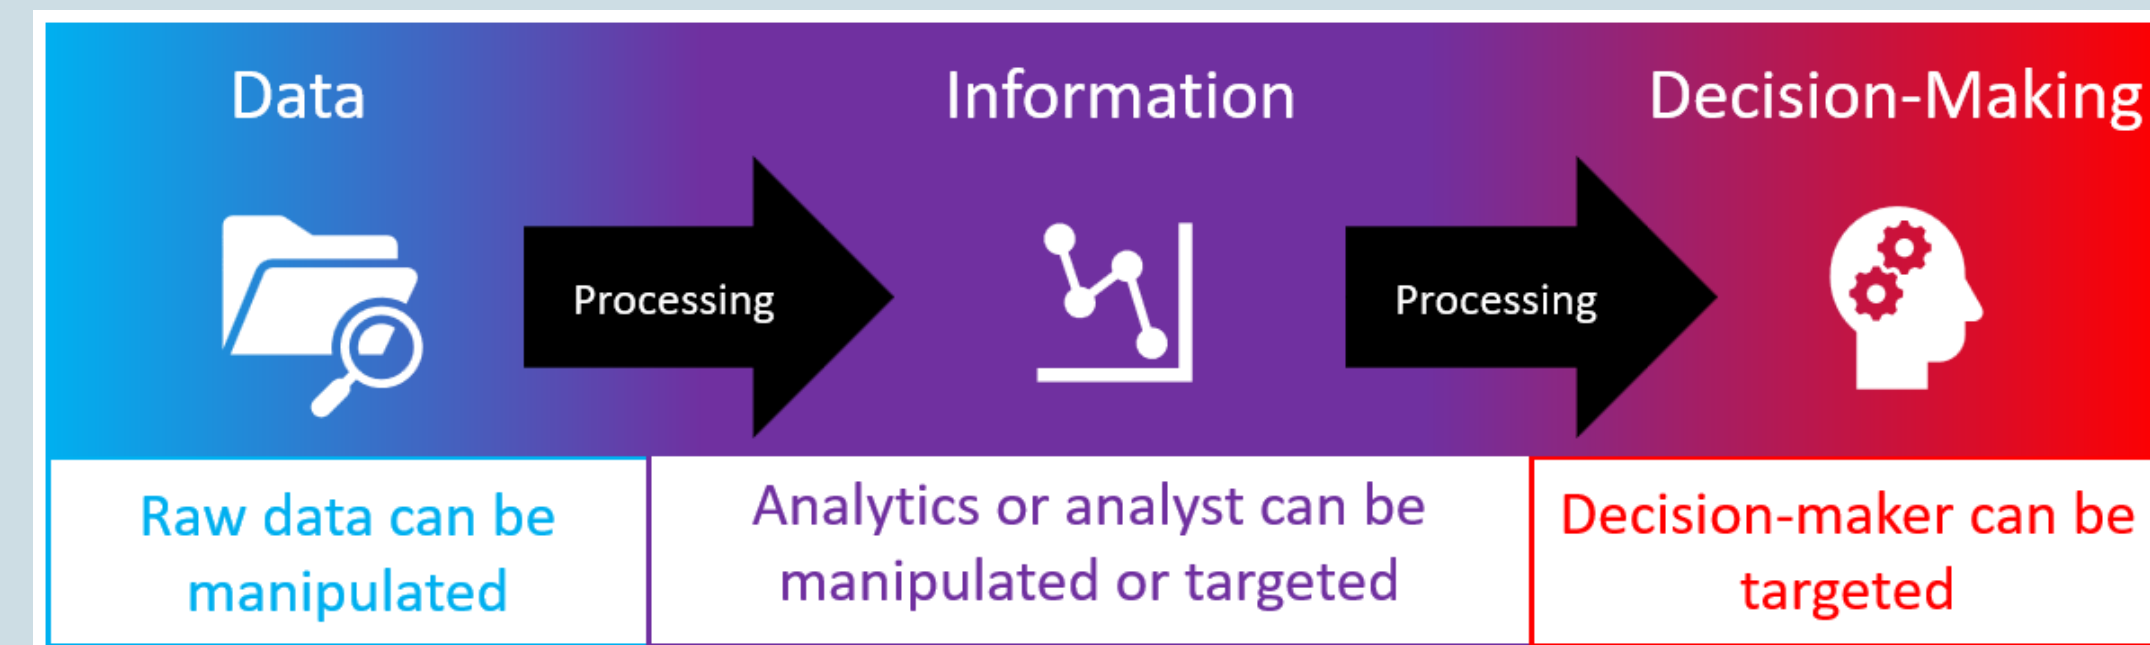 Data
Information
Decision-Making
Processing
Processing
Raw data can be
manipulated
Analytics or analyst can be
manipulated or targeted
Decision-maker can be
targeted